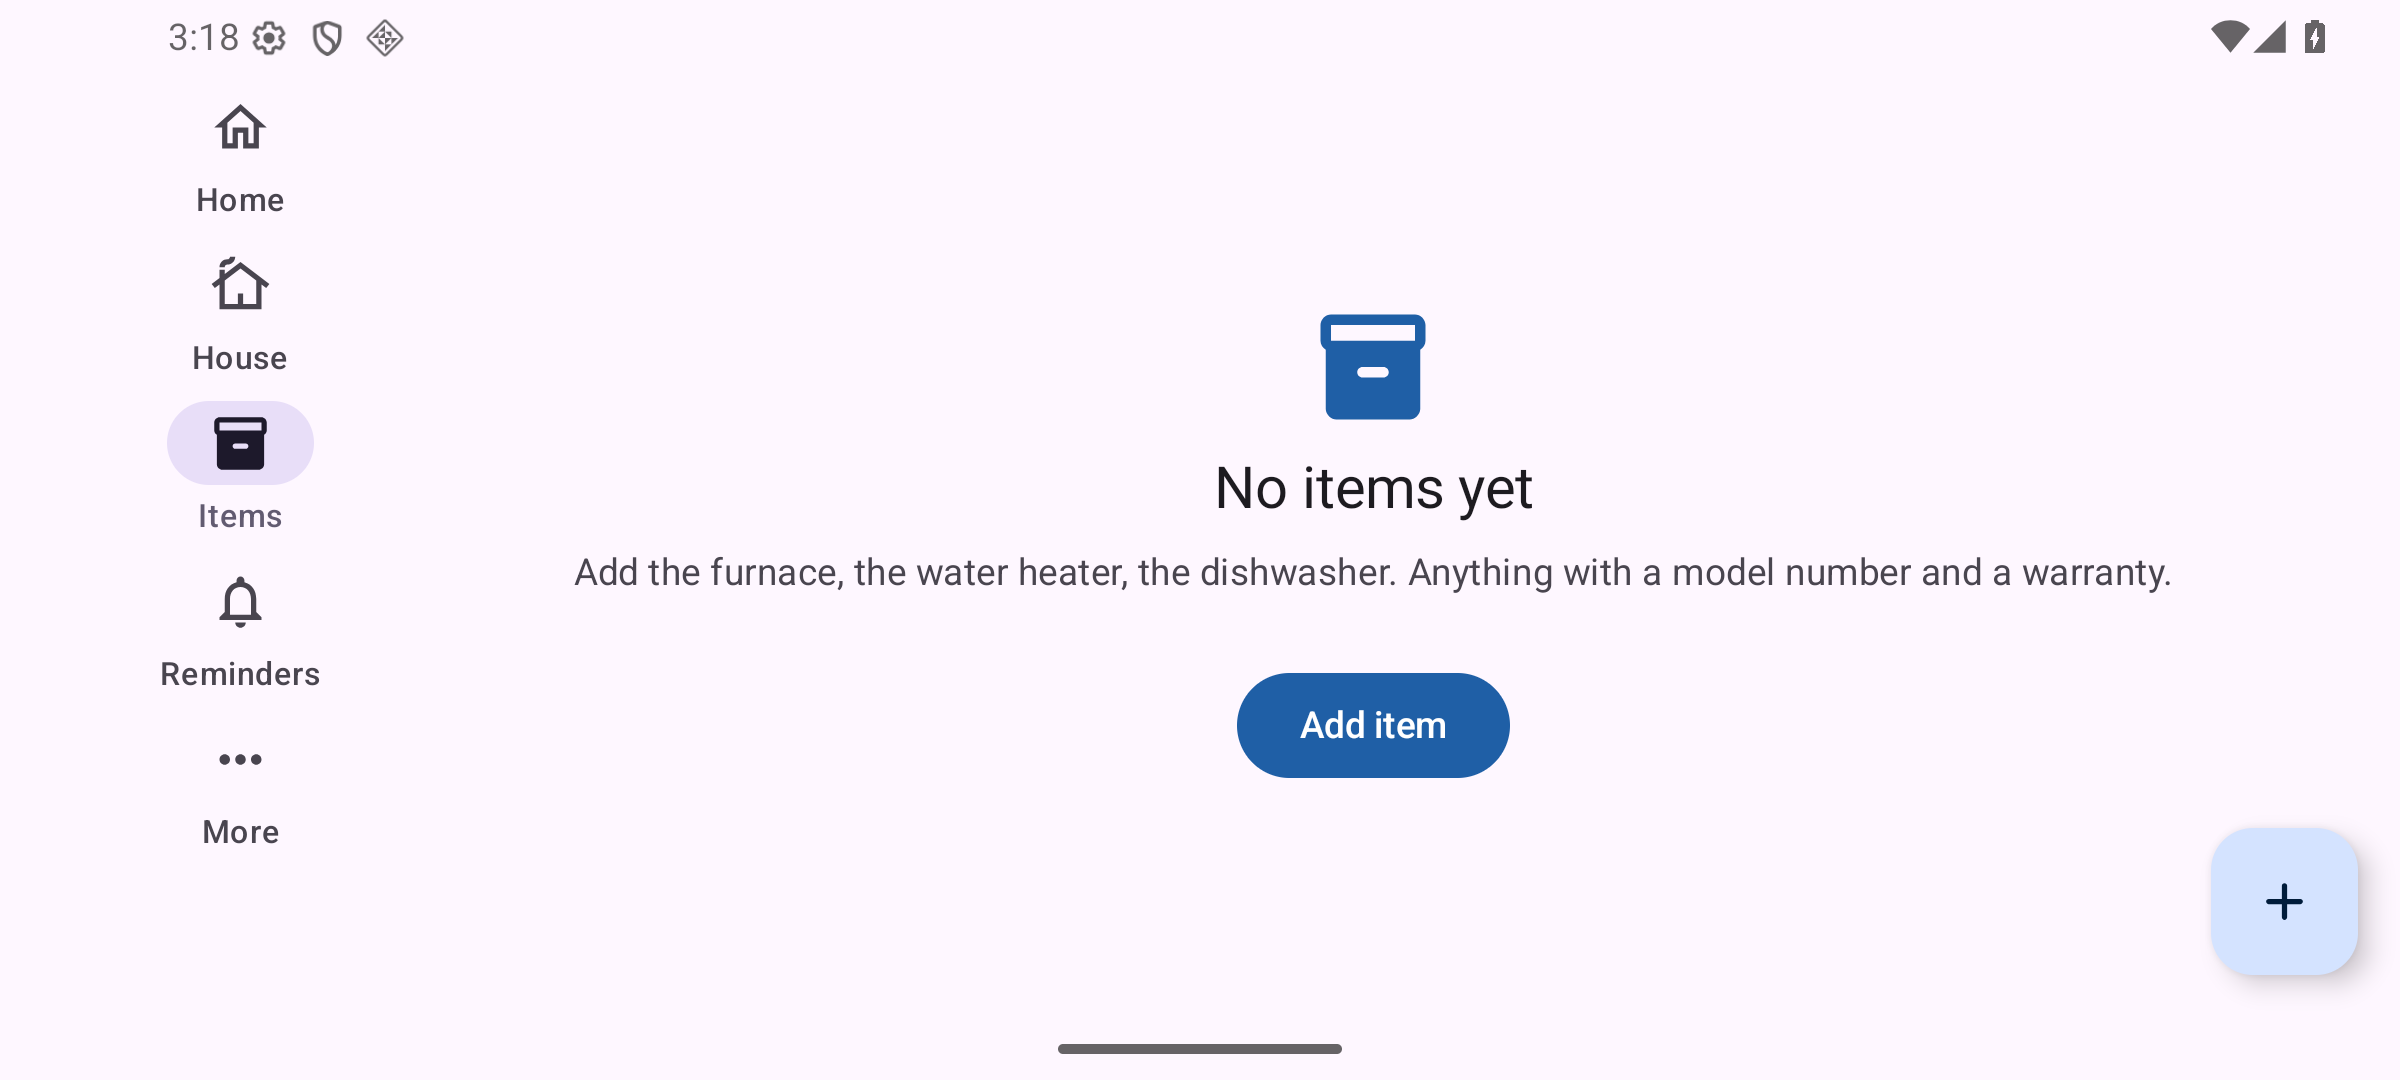 3:18
Home
House
Items
Reminders
More
No items yet
Add the furnace, the water heater, the dishwasher. Anything with a model number and a warranty.
Add item